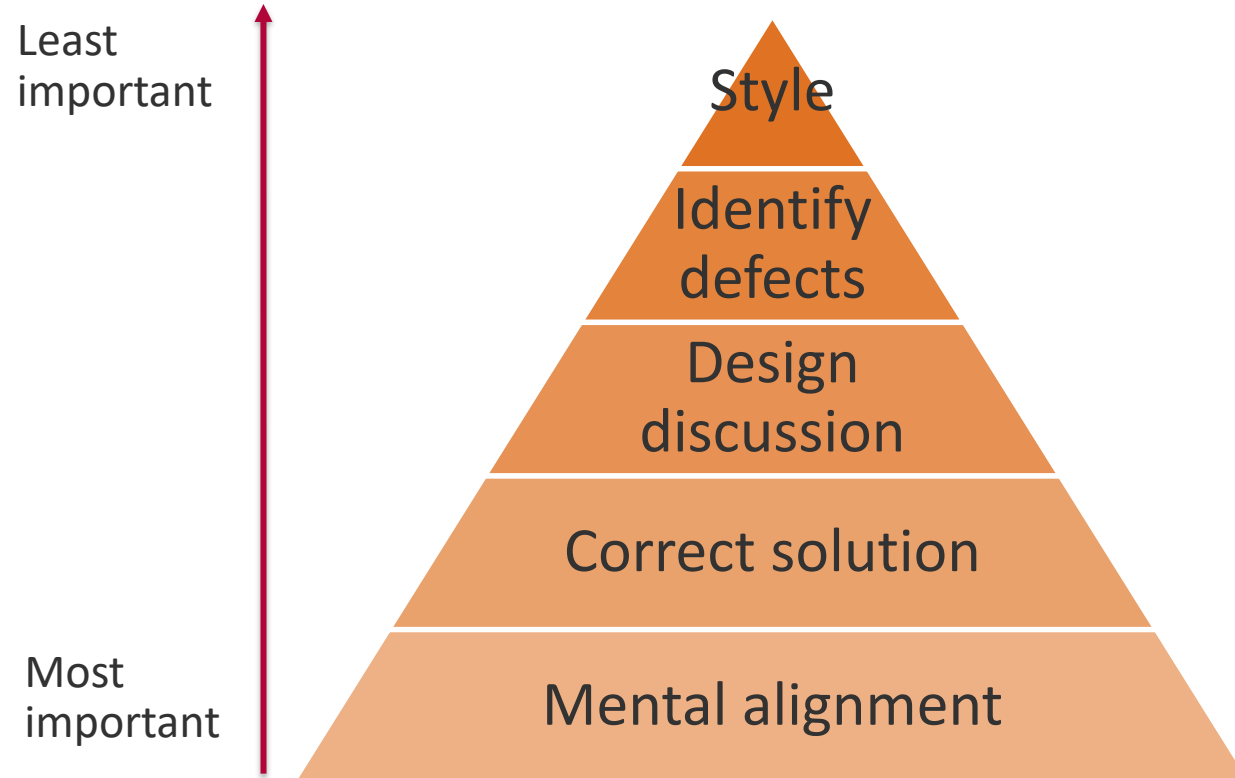 Least
important
Style
Identify
defects
Design
discussion
Correct solution
Most
important
Mental alignment